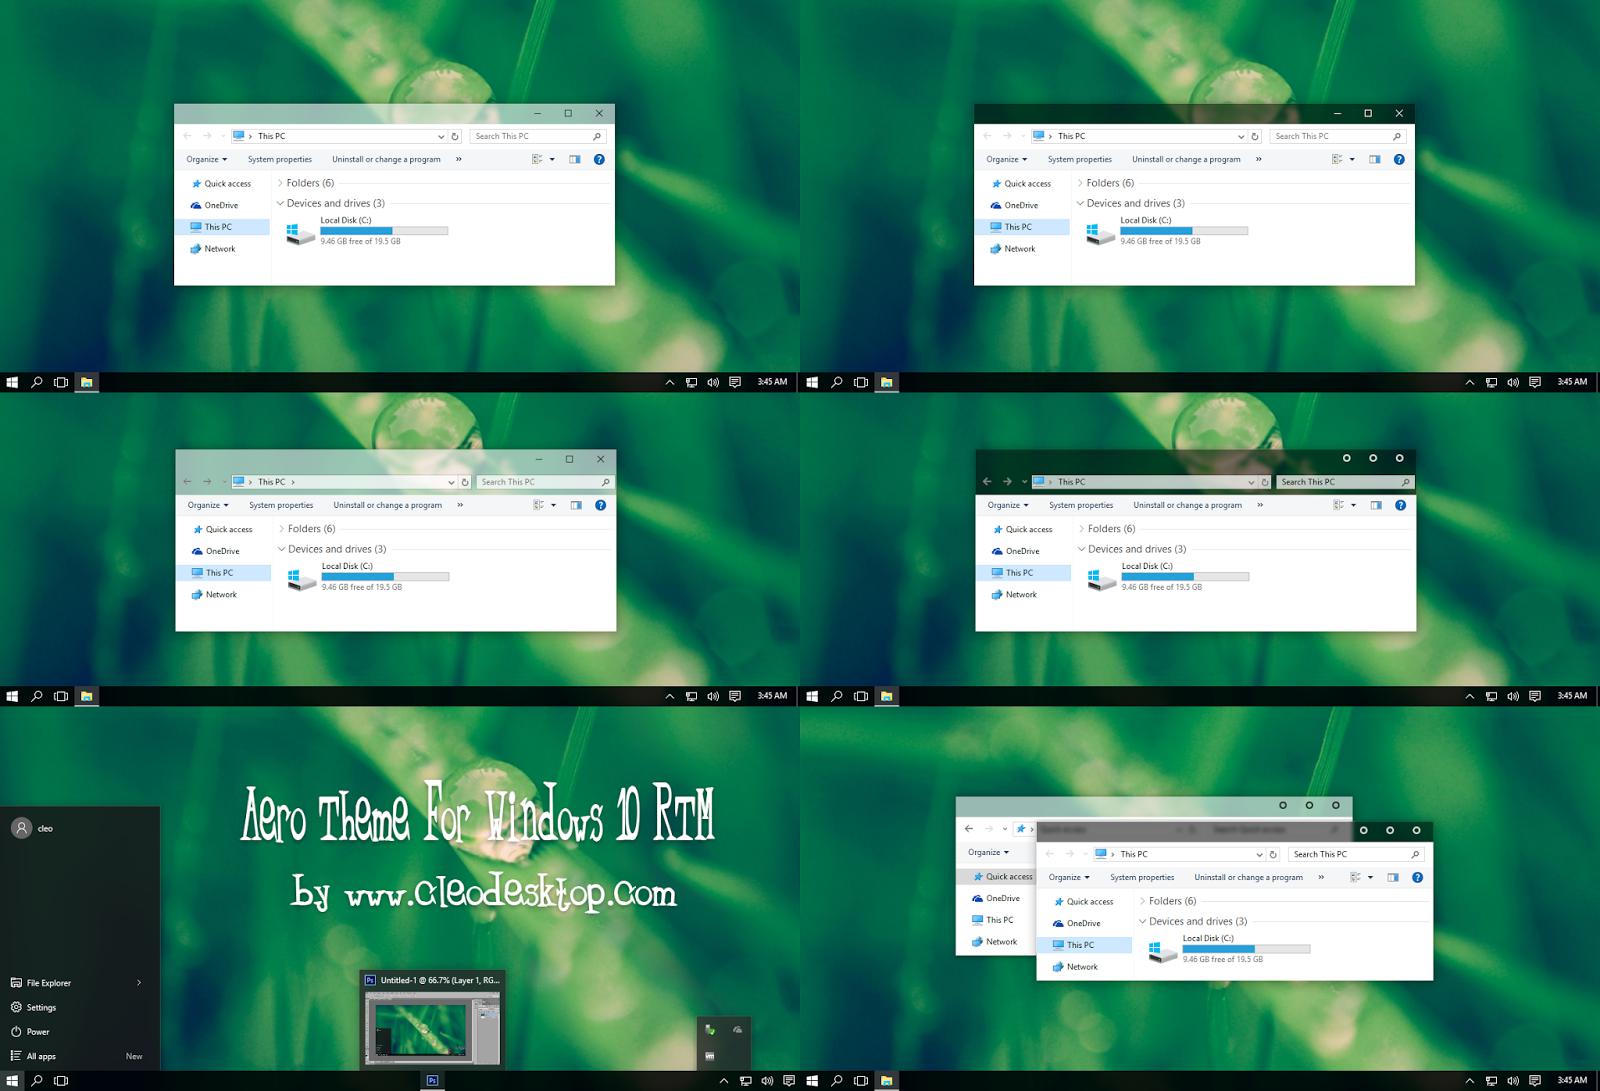 This PC
Search This PC
Organize
System properties
Uninstall or change a program
»
Quick access
OneDrive
This PC
Network
Folders (6)
Devices and drives (3)
Local Disk (C:)
9.46 GB free of 19.5 GB
3:45 AM
This PC
Search This PC
Organize
System properties
Uninstall or change a program
»
Quick access
OneDrive
This PC
Network
Folders (6)
Devices and drives (3)
Local Disk (C:)
9.46 GB free of 19.5 GB
3:45 AM
This PC
Search This PC
Organize
System properties
Uninstall or change a program
»
Quick access
OneDrive
This PC
Network
Folders (6)
Devices and drives (3)
Local Disk (C:)
9.46 GB free of 19.5 GB
3:45 AM
This PC
Search This PC
Organize
System properties
Uninstall or change a program
»
Quick access
OneDrive
This PC
Network
Folders (6)
Devices and drives (3)
Local Disk (C:)
9.46 GB free of 19.5 GB
3:45 AM
Aero Theme For Windows 10 RTM
by www.cleodesktop.com
cleo
File Explorer
Settings
Power
All apps New
Ps Untitled-1 @ 66.7% (Layer 1, RG...
vm
Ps
Organize
Quick access
OneDrive
This PC
Network
This PC
Search This PC
Organize
System properties
Uninstall or change a program
»
Quick access
OneDrive
This PC
Network
Folders (6)
Devices and drives (3)
Local Disk (C:)
9.46 GB free of 19.5 GB
3:45 AM